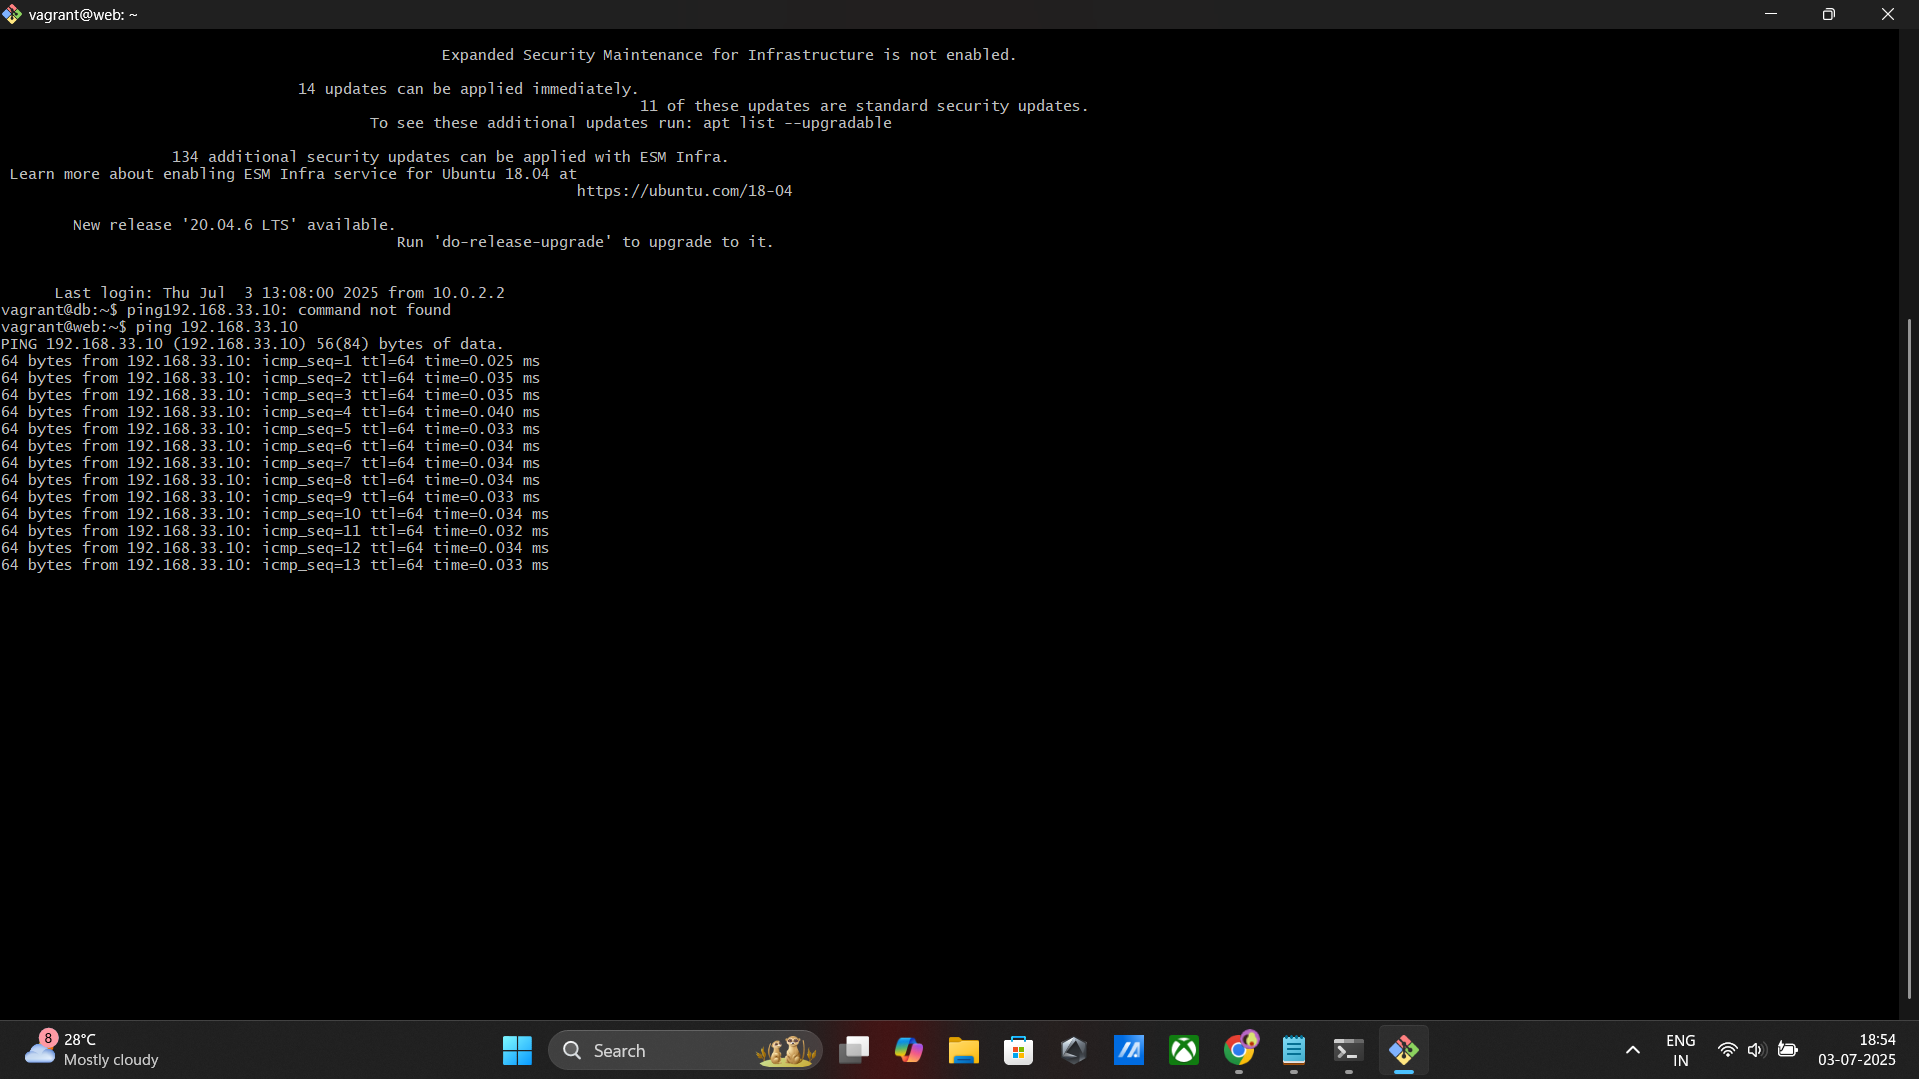 vagrant@web: ~
Expanded Security Maintenance for Infrastructure is not enabled.
14 updates can be applied immediately.
11 of these updates are standard security updates.
To see these additional updates run: apt list --upgradable
134 additional security updates can be applied with ESM Infra.
Learn more about enabling ESM Infra service for Ubuntu 18.04 at
https://ubuntu.com/18-04
New release '20.04.6 LTS' available.
Run 'do-release-upgrade' to upgrade to it.
Last login: Thu Jul  3 13:08:00 2025 from 10.0.2.2
vagrant@db:~$ ping192.168.33.10: command not found
vagrant@web:~$ ping 192.168.33.10
PING 192.168.33.10 (192.168.33.10) 56(84) bytes of data.
64 bytes from 192.168.33.10: icmp_seq=1 ttl=64 time=0.025 ms
64 bytes from 192.168.33.10: icmp_seq=2 ttl=64 time=0.035 ms
64 bytes from 192.168.33.10: icmp_seq=3 ttl=64 time=0.035 ms
64 bytes from 192.168.33.10: icmp_seq=4 ttl=64 time=0.040 ms
64 bytes from 192.168.33.10: icmp_seq=5 ttl=64 time=0.033 ms
64 bytes from 192.168.33.10: icmp_seq=6 ttl=64 time=0.034 ms
64 bytes from 192.168.33.10: icmp_seq=7 ttl=64 time=0.034 ms
64 bytes from 192.168.33.10: icmp_seq=8 ttl=64 time=0.034 ms
64 bytes from 192.168.33.10: icmp_seq=9 ttl=64 time=0.033 ms
64 bytes from 192.168.33.10: icmp_seq=10 ttl=64 time=0.034 ms
64 bytes from 192.168.33.10: icmp_seq=11 ttl=64 time=0.032 ms
64 bytes from 192.168.33.10: icmp_seq=12 ttl=64 time=0.034 ms
64 bytes from 192.168.33.10: icmp_seq=13 ttl=64 time=0.033 ms
8
28°C
Mostly cloudy
Search
ENG
IN
18:54
03-07-2025